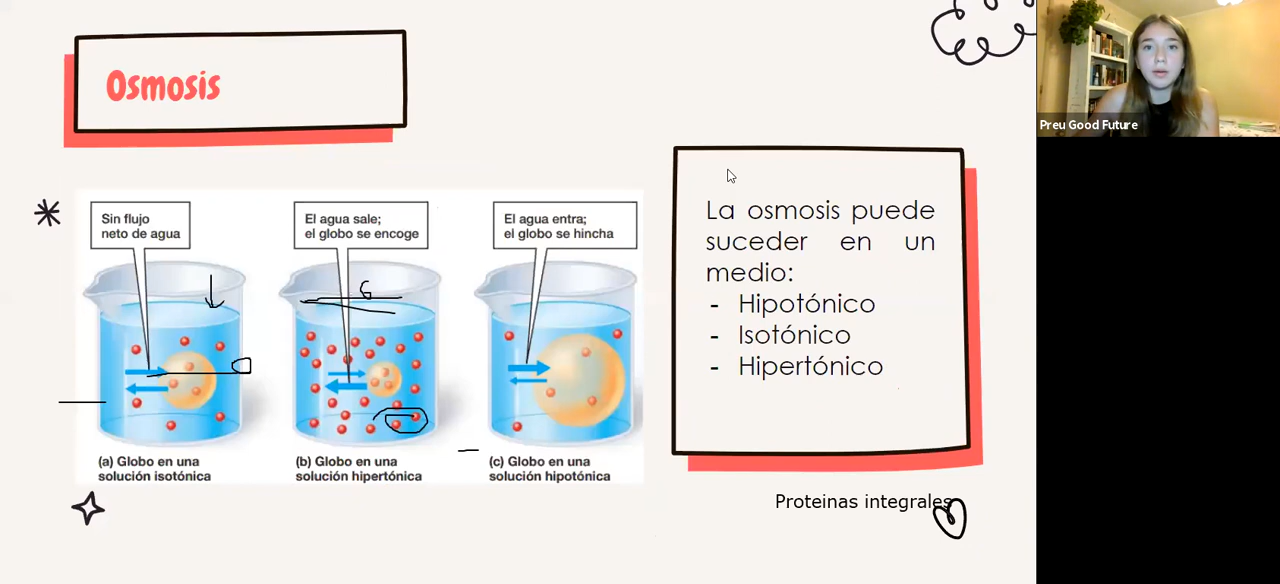 Osmosis
Preu Good Future
Sin flujo
neto de agua
El agua sale;
el globo se encoge
El agua entra;
el globo se hincha
La osmosis puede
suceder en un
medio:
- Hipotónico
- Isotónico
- Hipertónico
(a) Globo en una
solución isotónica
(b) Globo en una
solución hipertónica
(c) Globo en una
solución hipotónica
Proteinas integrales